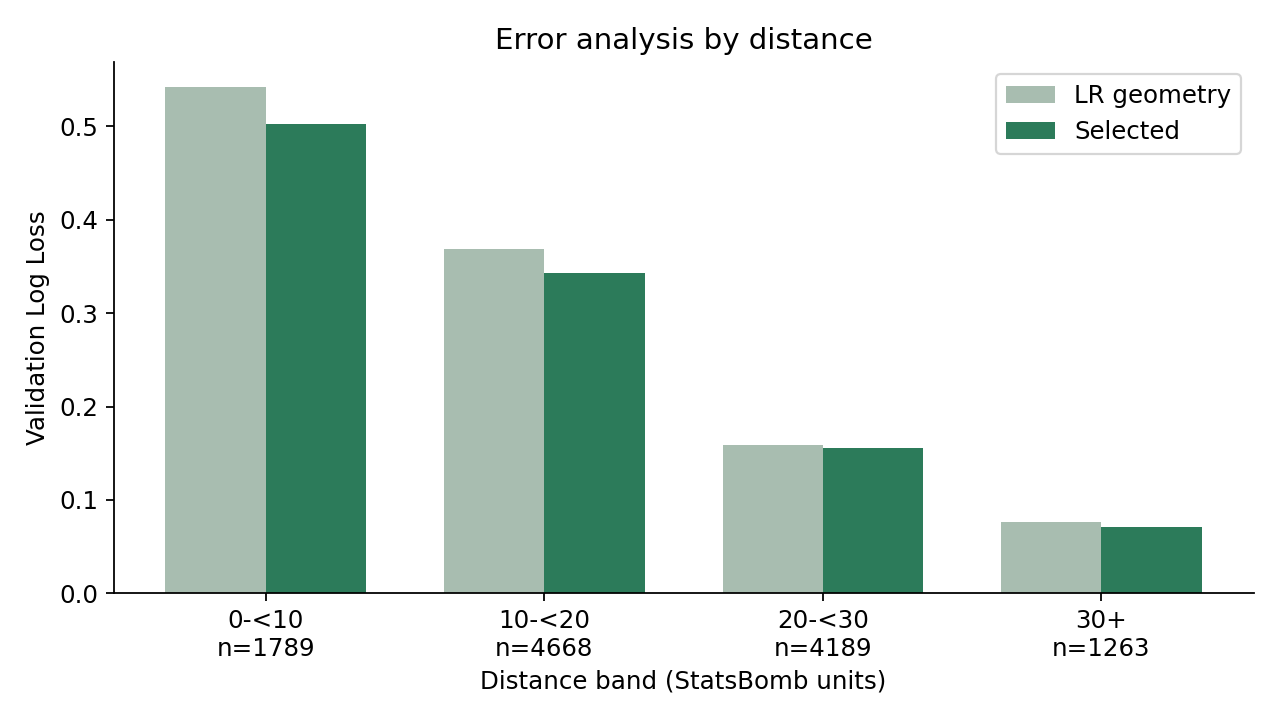 Error analysis by distance
LR geometry
Selected
Validation Log Loss
0.5
0.4
0.3
0.2
0.1
0.0
0-<10
n=1789
10-<20
n=4668
20-<30
n=4189
30+
n=1263
Distance band (StatsBomb units)